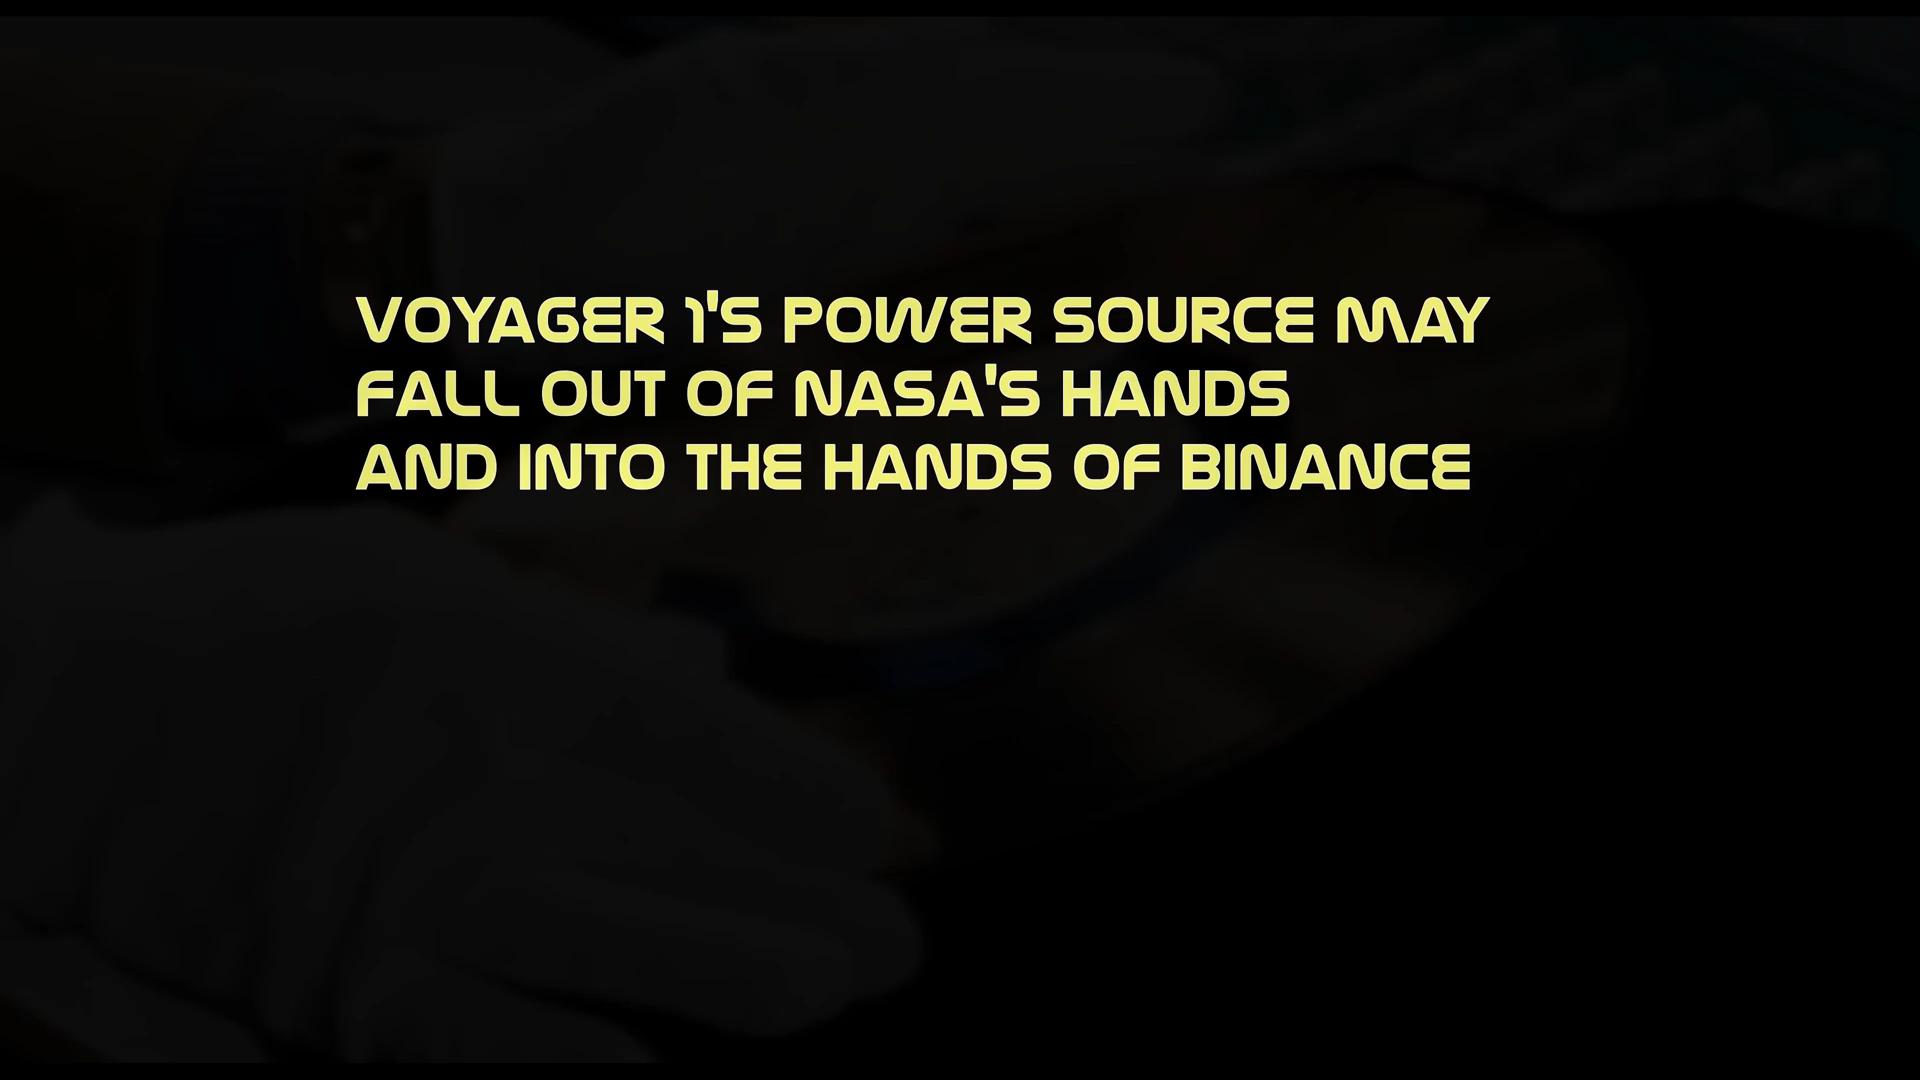 VOYAGER 1'S POWER SOURCE MAY
FALL OUT OF NASA'S HANDS
AND INTO THE HANDS OF BINANCE